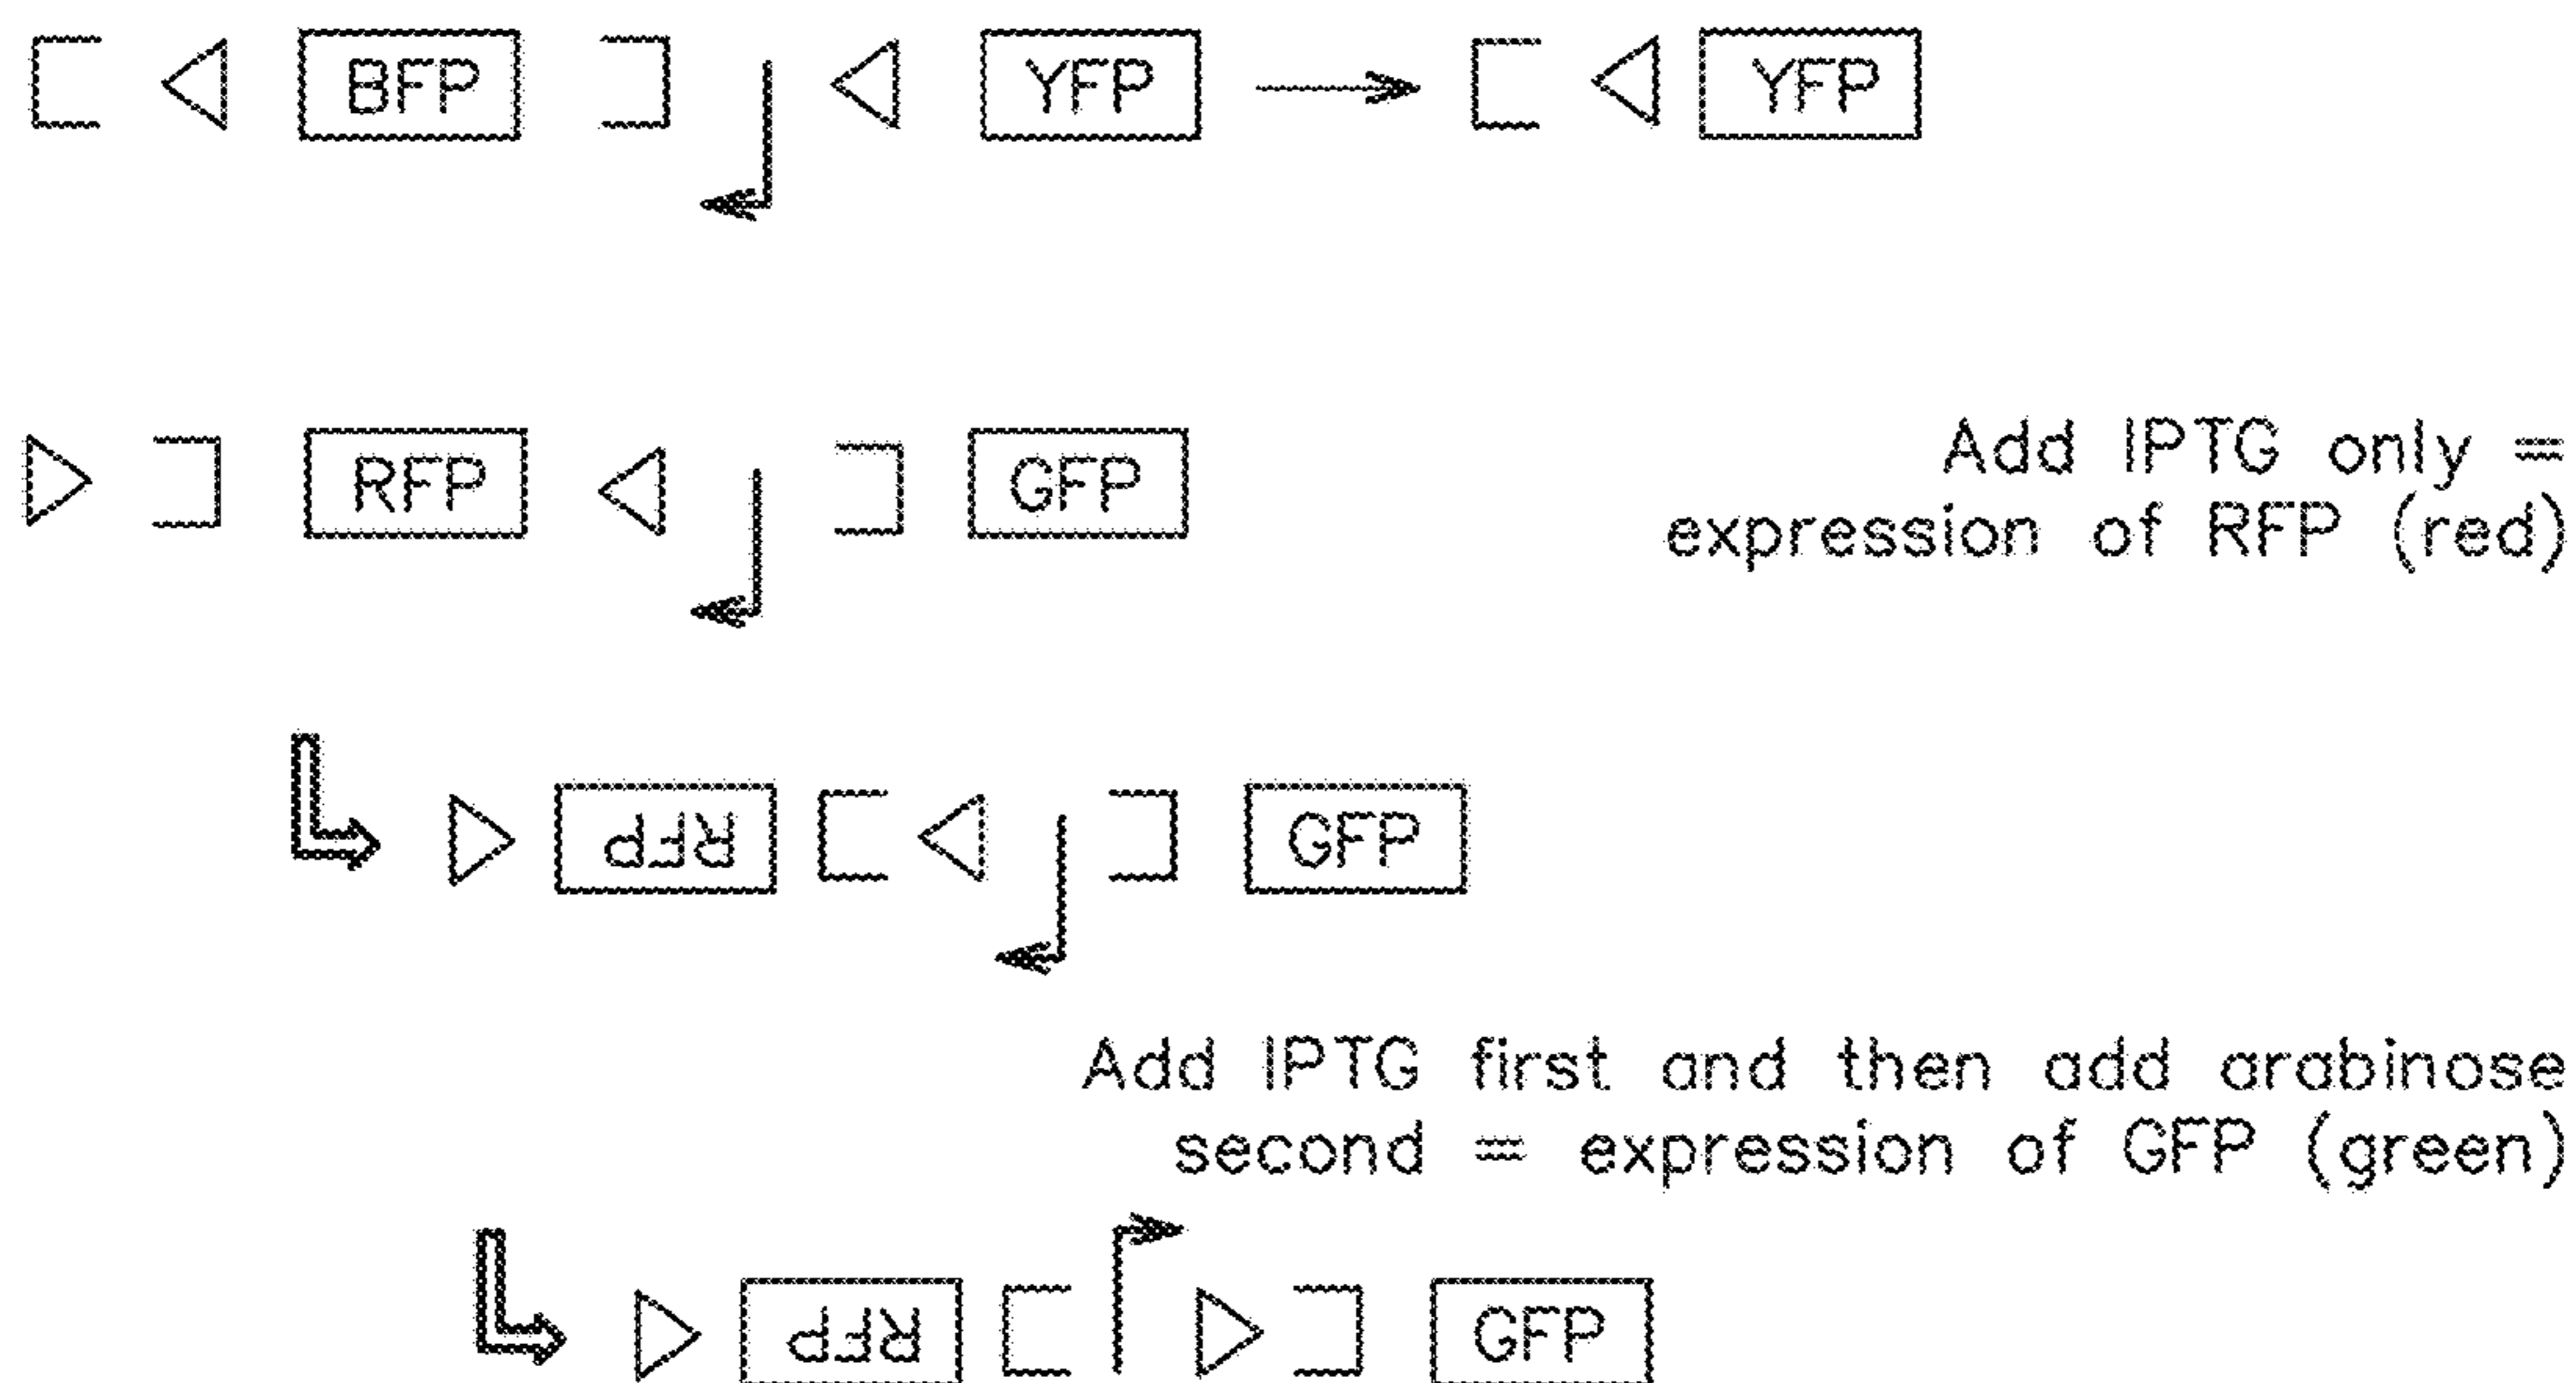 BFP YFP YFP
RFP GFP
Add IPTG only =
expression of RFP (red)
RFP GFP
Add IPTG first and then add arabinose
second = expression of GFP (green)
RFP GFP